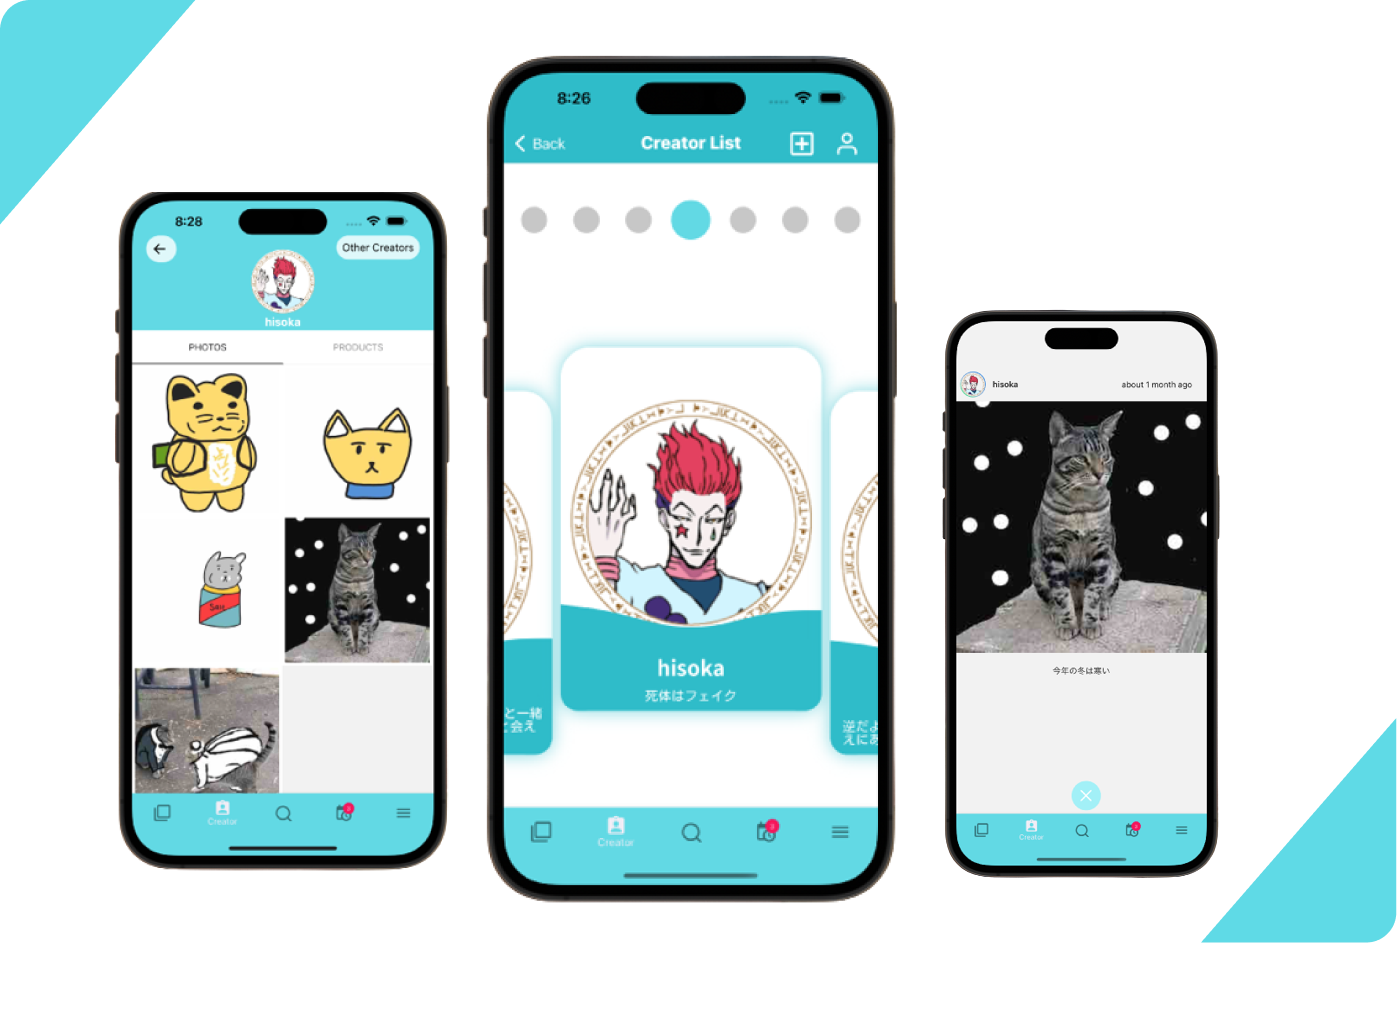 8:28
Other Creators
hisoka
PHOTOS
PRODUCTS
Creator
8:26
Back
Creator List
hisoka
死体はフェイク
と一緒
会え
逆だよ
えにあ
Creator
hisoka
about 1 month ago
今年の冬は寒い
Creator